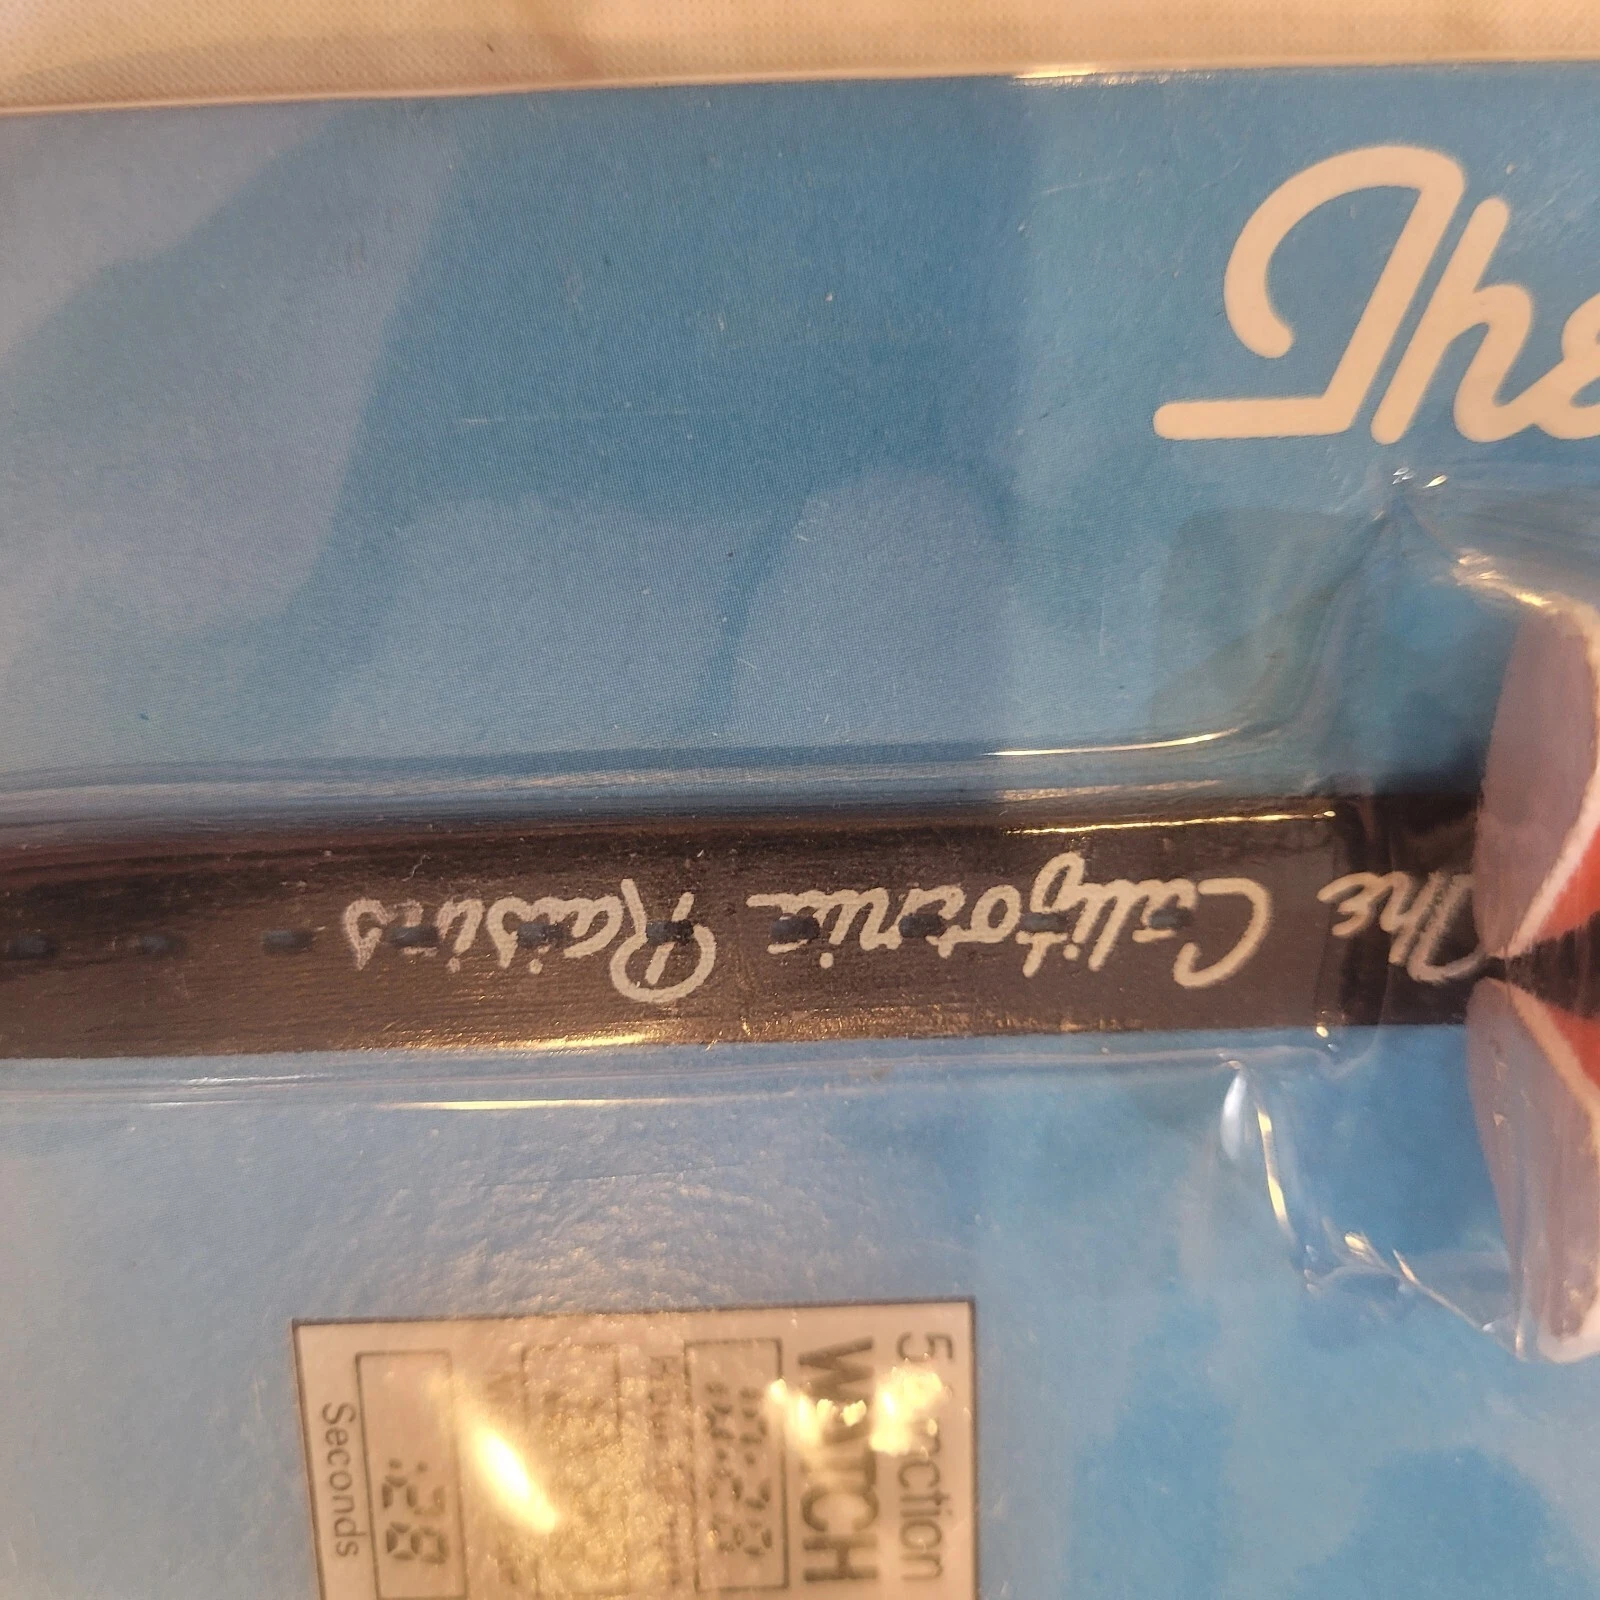 The
The California Raisins
5 Function
WATCH
Seconds
:28